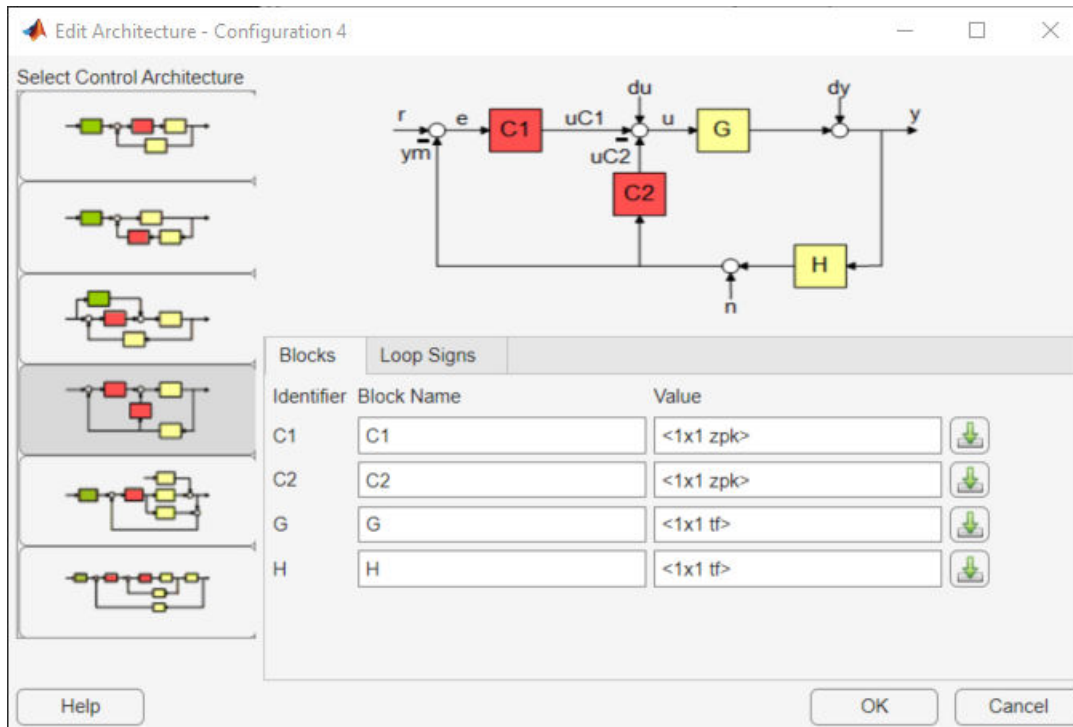 Edit Architecture - Configuration 4
Select Control Architecture
du dy
r e C1 uC1 u G y
ym uC2
C2
H
n
Blocks Loop Signs
Identifier Block Name Value
C1 C1 <1x1 zpk>
C2 C2 <1x1 zpk>
G G <1x1 tf>
H H <1x1 tf>
Help OK Cancel